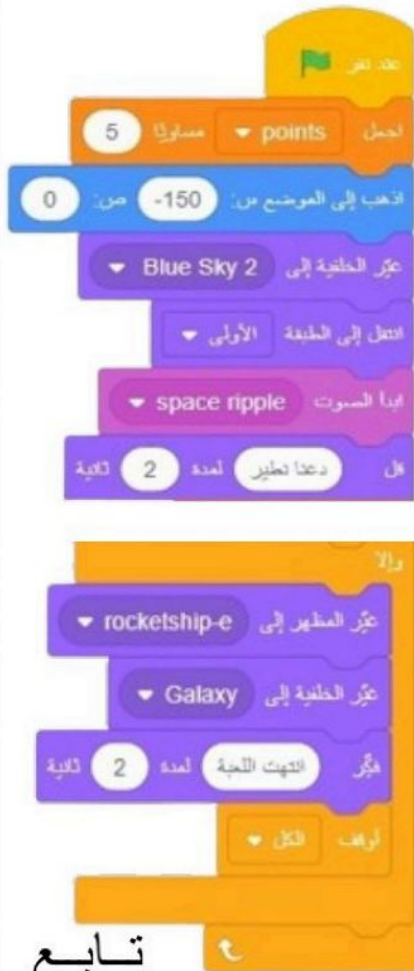 عند نقر
اجعل points مساويًا 5
اذهب إلى الموضع س: -150 ص: 0
غيّر الخلفية إلى Blue Sky 2
انتقل إلى الطبقة الأولى
ابدأ الصوت space ripple
قل دعنا نطير لمدة 2 ثانية
وإلا
غيّر المظهر إلى rocketship-e
غيّر الخلفية إلى Galaxy
فكّر انتهت اللعبة لمدة 2 ثانية
أوقف الكل
تابع